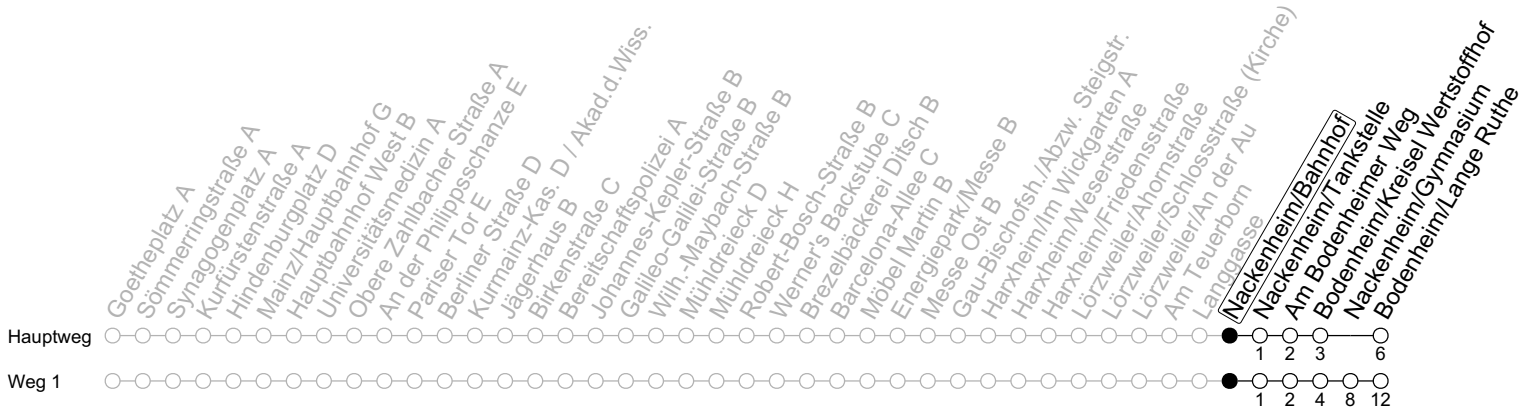 Goetheplatz A
Sömmerringstraße A
Synagogenplatz A
Kurfürstenstraße A
Hindenburgplatz D
Mainz/Hauptbahnhof G
Hauptbahnhof West B
Universitätsmedizin A
Obere Zahlbacher Straße A
An der Philippsschanze E
Pariser Tor E
Berliner Straße D
Kurmainz-Kas. D / Akad.d.Wiss.
Jägerhaus B
Birkenstraße C
Bereitschaftspolizei A
Johannes-Kepler-Straße B
Galileo-Galilei-Straße B
Wilh.-Maybach-Straße B
Mühldreieck D
Mühldreieck H
Robert-Bosch-Straße B
Werner's Backstube C
Brezelbäckerei Ditsch B
Barcelona-Allee C
Möbel Martin B
Energiepark/Messe B
Messe Ost B
Gau-Bischofsh./Abzw. Steigstr.
Harxheim/Im Wickgarten A
Harxheim/Weserstraße
Harxheim/Friedensstraße
Lörzweiler/Ahornstraße
Lörzweiler/Schlossstraße (Kirche)
Lörzweiler/An der Au
Am Teuerborn
Langgasse
Nackenheim/Bahnhof
Nackenheim/Tankstelle
Am Bodenheimer Weg
Bodenheim/Kreisel Wertstoffhof
Nackenheim/Gymnasium
Bodenheim/Lange Ruthe
Hauptweg
1 2 3 6
Weg 1
1 2 4 8 12